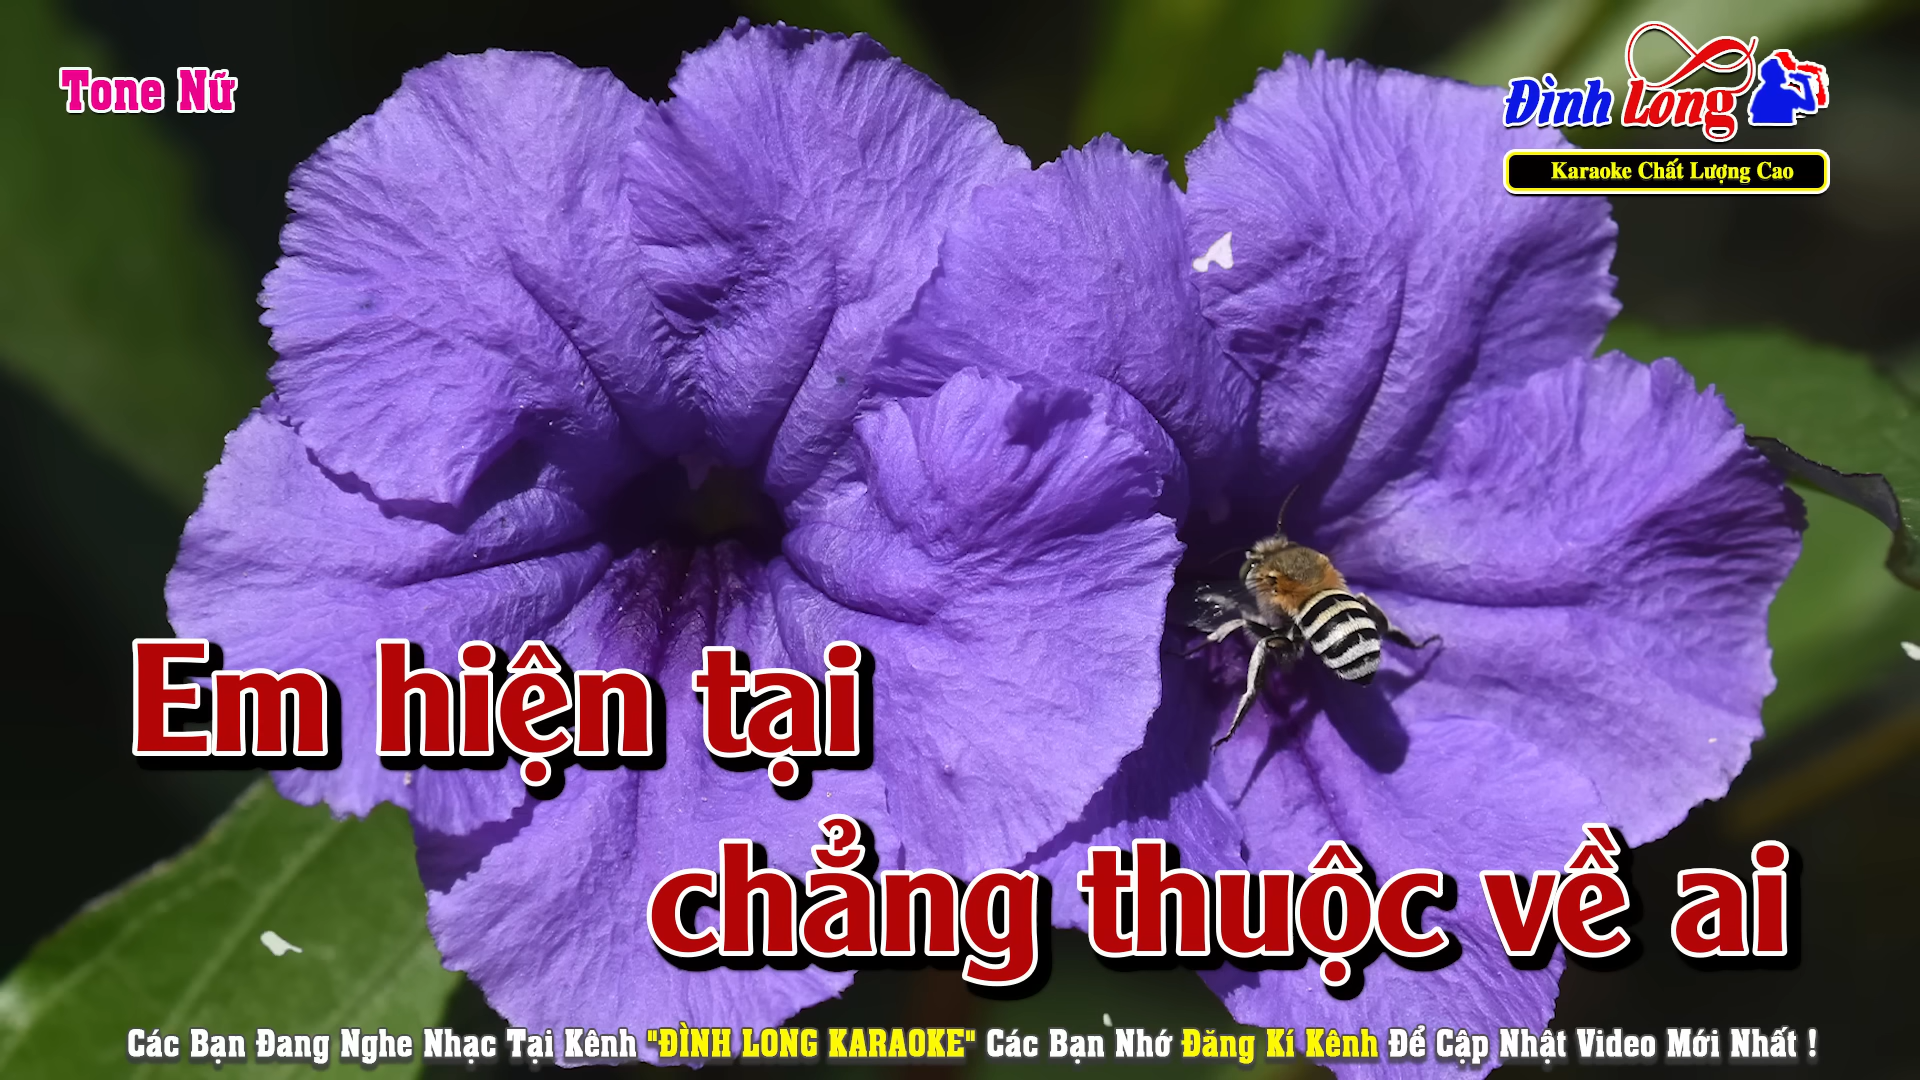 Tone Nữ
Đình Long
Karaoke Chất Lượng Cao
Em hiện tại
chẳng thuộc về ai
Các Bạn Đang Nghe Nhạc Tại Kênh "ĐÌNH LONG KARAOKE" Các Bạn Nhớ Đăng Kí Kênh Để Cập Nhật Video Mới Nhất !